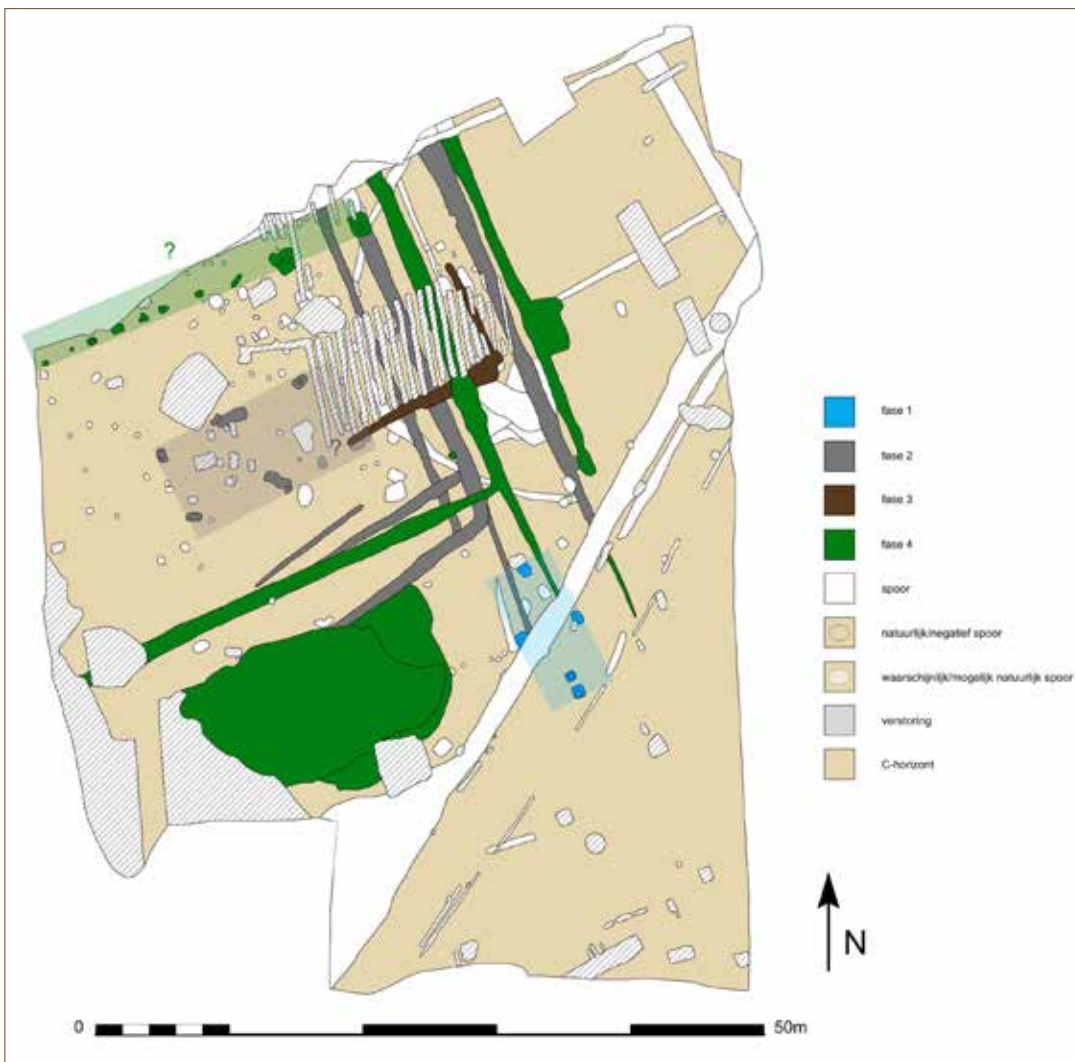 ?
?
fase 1
fase 2
fase 3
fase 4
spoor
natuurlijk/negatief spoor
waarschijnlijk/mogelijk natuurlijk spoor
verstoring
C-horizont
N
0
50m